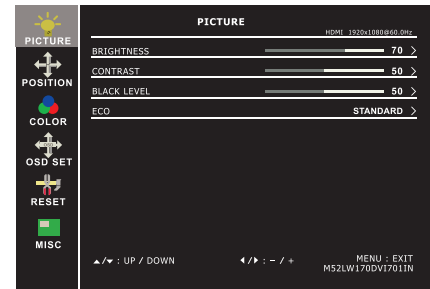 PICTURE
HDMI 1920x1080@60.0Hz
PICTURE
BRIGHTNESS 70 >
CONTRAST 50 >
POSITION
BLACK LEVEL 50 >
ECO STANDARD >
COLOR
OSD
OSD SET
RESET
MISC
▲/▼ : UP / DOWN ◀/▶ : – / + MENU : EXIT
M52LW170DVI701IN